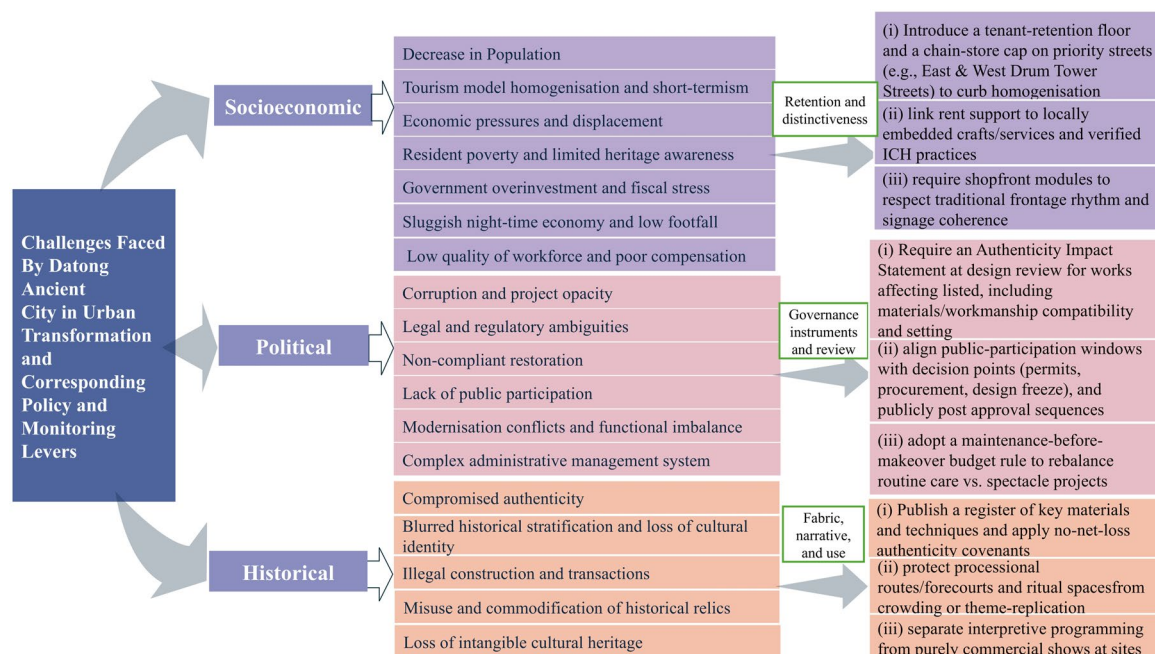 Challenges Faced
By Datong
Ancient
City in Urban
Transformation
and
Corresponding
Policy and
Monitoring
Levers
Socioeconomic
Decrease in Population
Tourism model homogenisation and short-termism
Economic pressures and displacement
Resident poverty and limited heritage awareness
Government overinvestment and fiscal stress
Sluggish night-time economy and low footfall
Low quality of workforce and poor compensation
Retention and
distinctiveness
(i) Introduce a tenant-retention floor
and a chain-store cap on priority streets
(e.g., East & West Drum Tower
Streets) to curb homogenisation
(ii) link rent support to locally
embedded crafts/services and verified
ICH practices
(iii) require shopfront modules to
respect traditional frontage rhythm and
signage coherence
Political
Corruption and project opacity
Legal and regulatory ambiguities
Non-compliant restoration
Lack of public participation
Modernisation conflicts and functional imbalance
Complex administrative management system
Governance
instruments
and review
(i) Require an Authenticity Impact
Statement at design review for works
affecting listed, including
materials/workmanship compatibility
and setting
(ii) align public-participation windows
with decision points (permits,
procurement, design freeze), and
publicly post approval sequences
(iii) adopt a maintenance-before-
makeover budget rule to rebalance
routine care vs. spectacle projects
Historical
Compromised authenticity
Blurred historical stratification and loss of cultural
identity
Illegal construction and transactions
Misuse and commodification of historical relics
Loss of intangible cultural heritage
Fabric,
narrative,
and use
(i) Publish a register of key materials
and techniques and apply no-net-loss
authenticity covenants
(ii) protect processional
routes/forecourts and ritual spacesfrom
crowding or theme-replication
(iii) separate interpretive programming
from purely commercial shows at sites